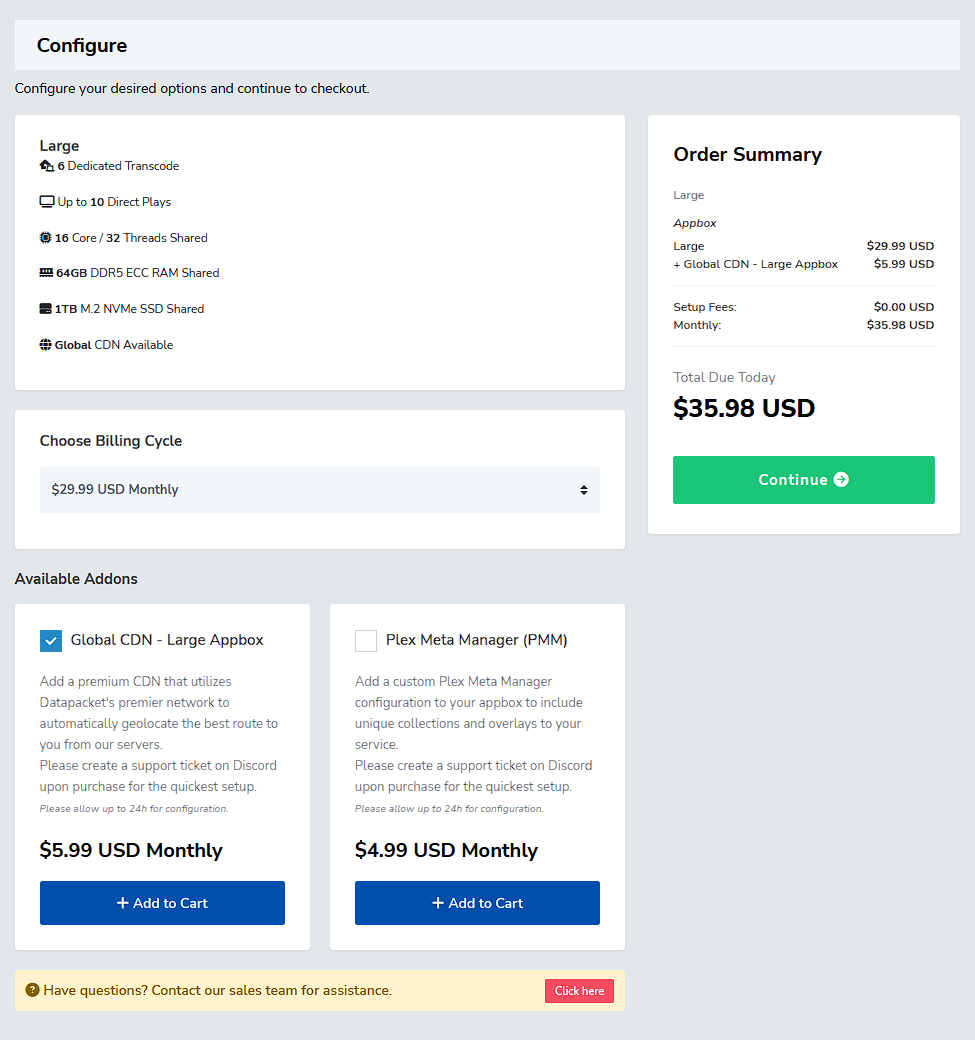 Configure
Configure your desired options and continue to checkout.
Large
6 Dedicated Transcode
Up to 10 Direct Plays
16 Core / 32 Threads Shared
64GB DDR5 ECC RAM Shared
1TB M.2 NVMe SSD Shared
Global CDN Available
Choose Billing Cycle
$29.99 USD Monthly
Order Summary
Large
Appbox
Large $29.99 USD
+ Global CDN - Large Appbox $5.99 USD
Setup Fees: $0.00 USD
Monthly: $35.98 USD
Total Due Today
$35.98 USD
Continue
Available Addons
Global CDN - Large Appbox
Add a premium CDN that utilizes
Datapacket's premier network to
automatically geolocate the best route to
you from our servers.
Please create a support ticket on Discord
upon purchase for the quickest setup.
Please allow up to 24h for configuration.
$5.99 USD Monthly
+ Add to Cart
Plex Meta Manager (PMM)
Add a custom Plex Meta Manager
configuration to your appbox to include
unique collections and overlays to your
service.
Please create a support ticket on Discord
upon purchase for the quickest setup.
Please allow up to 24h for configuration.
$4.99 USD Monthly
+ Add to Cart
Have questions? Contact our sales team for assistance.
Click here